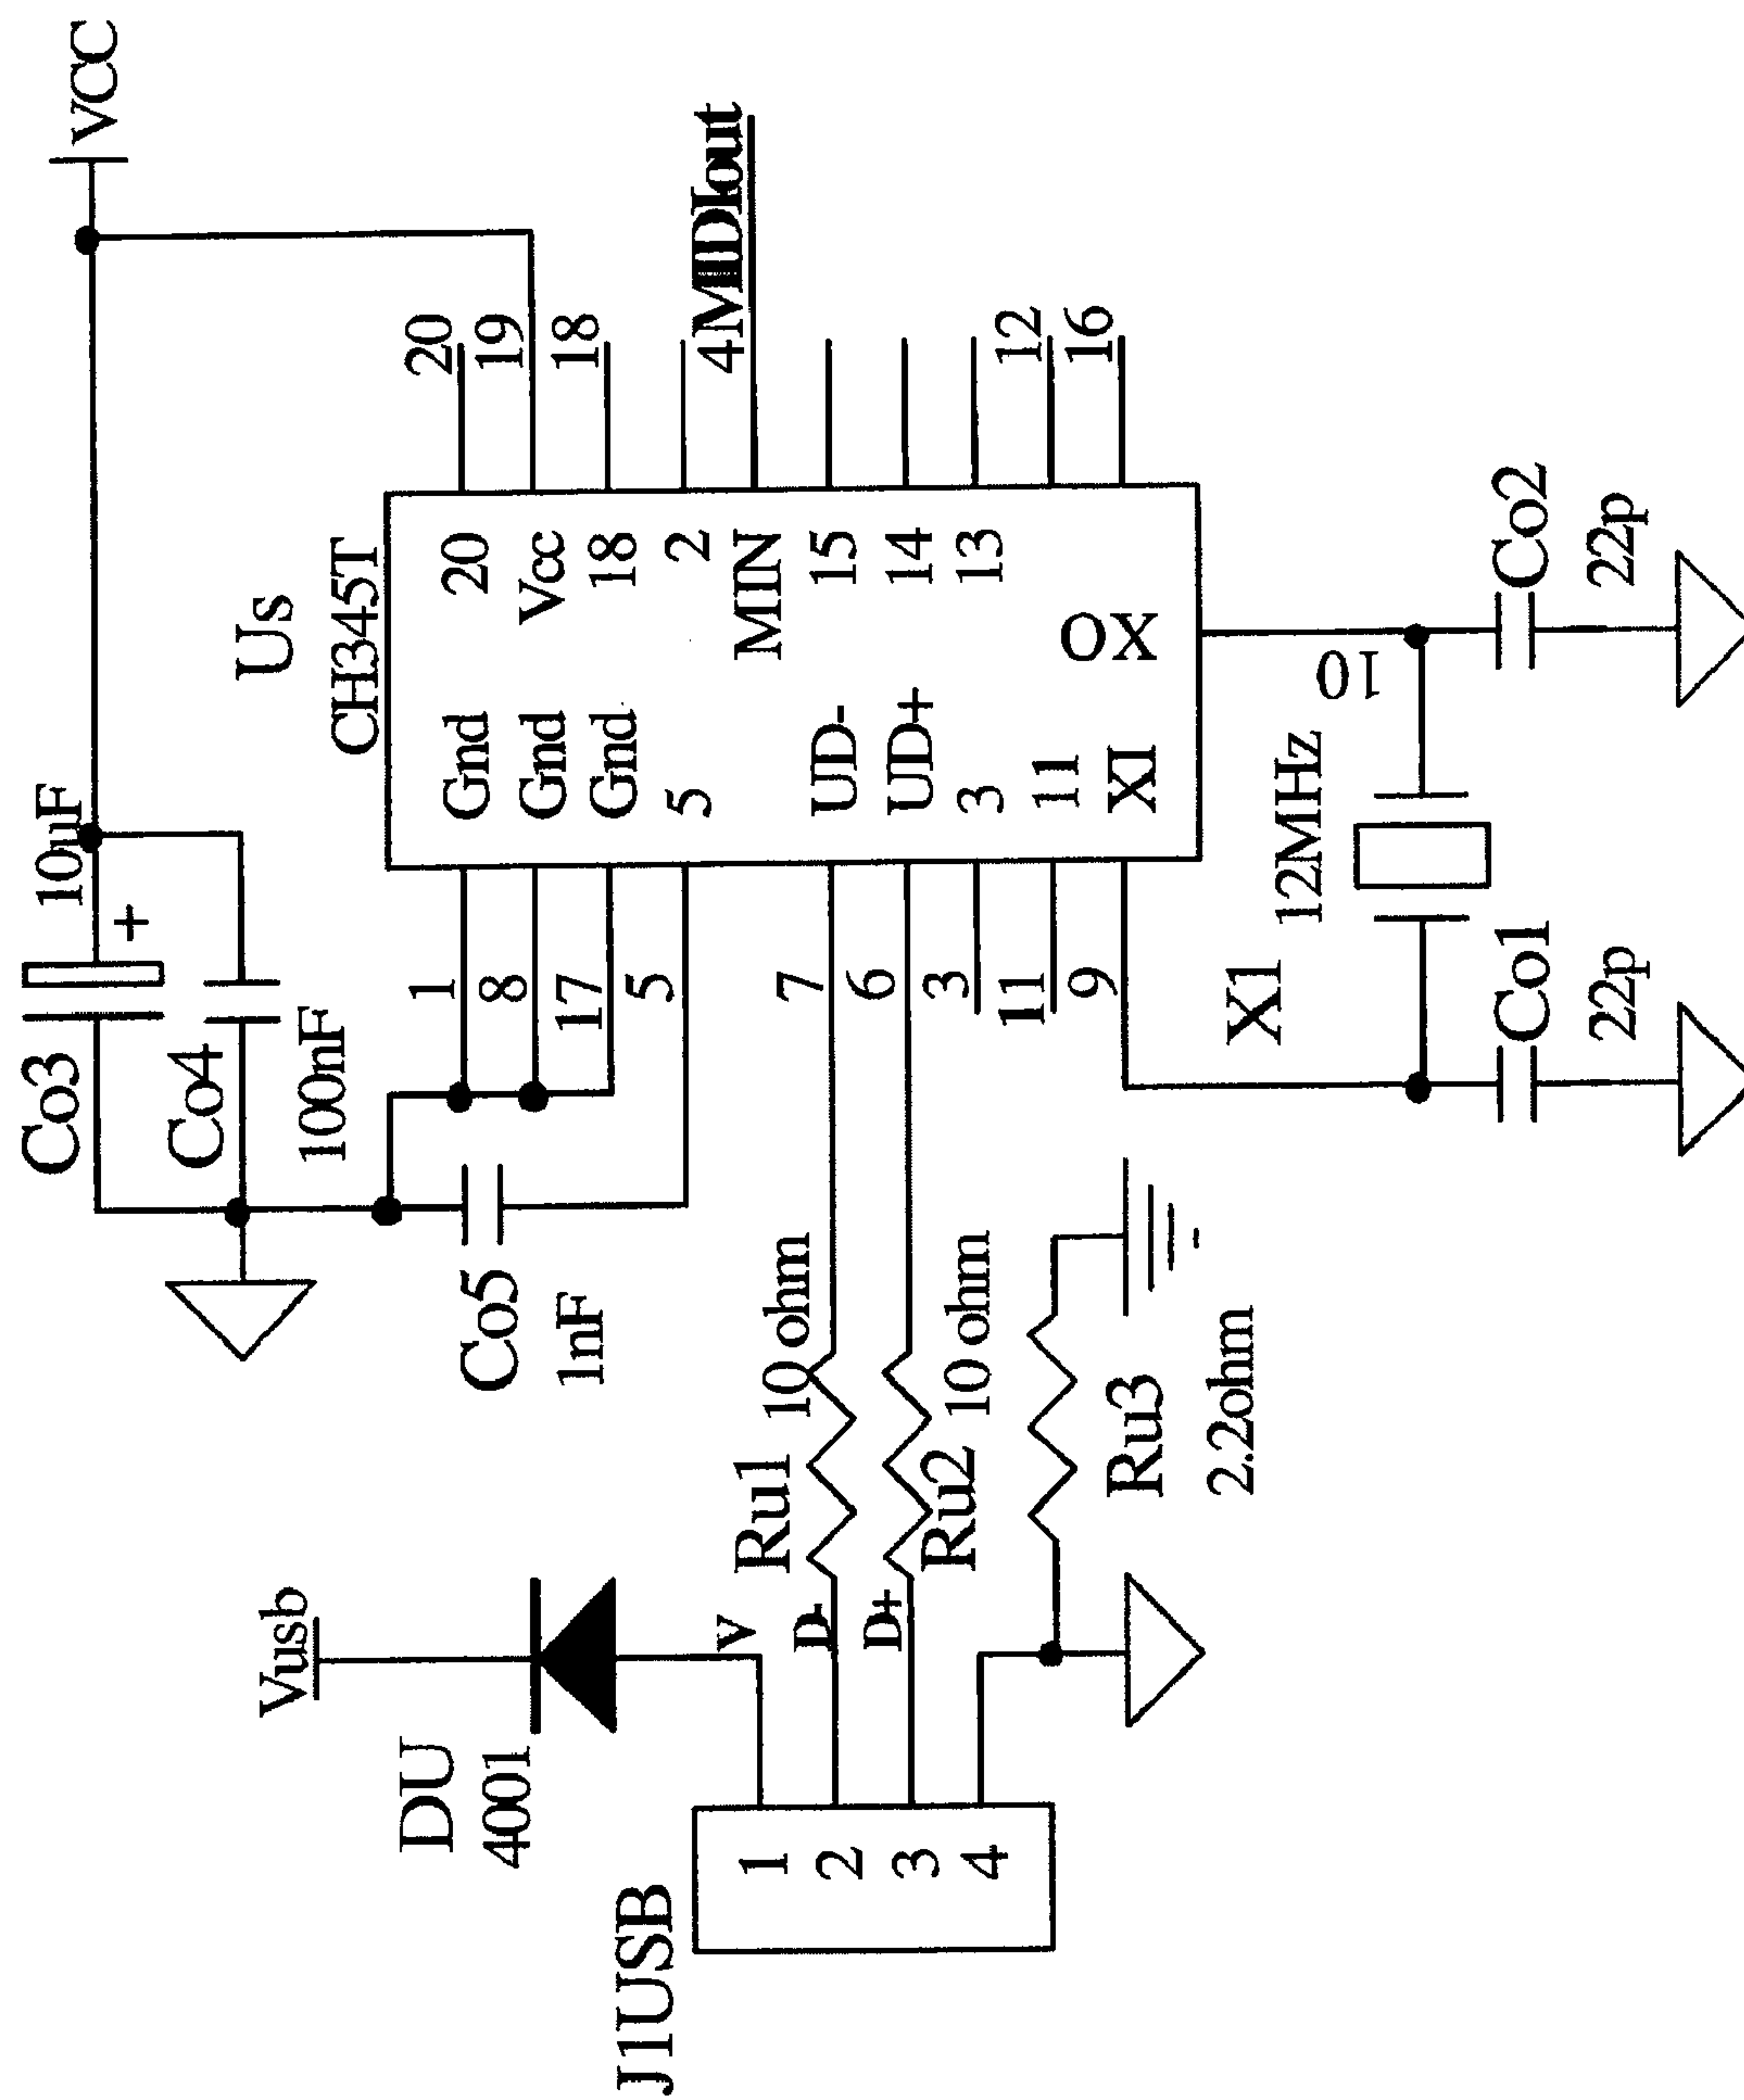 Co3
10uF
VCC
Co4
100nF
Us
CH345T
Vusb
DU
4001
Co5
1nF
1
Gnd
20
20
8
Gnd
Vcc
19
17
Gnd
18
18
5
5
2
MIN
4
MIDIout
J1USB
1
V
2
D-
Ru1
10 ohm
7
UD-
15
3
D+
Ru2
10 ohm
6
UD+
14
4
3
3
13
11
11
12
9
XI
XO
16
Ru3
2.2ohm
X1
12MHz
10
Co1
22p
Co2
22p
+